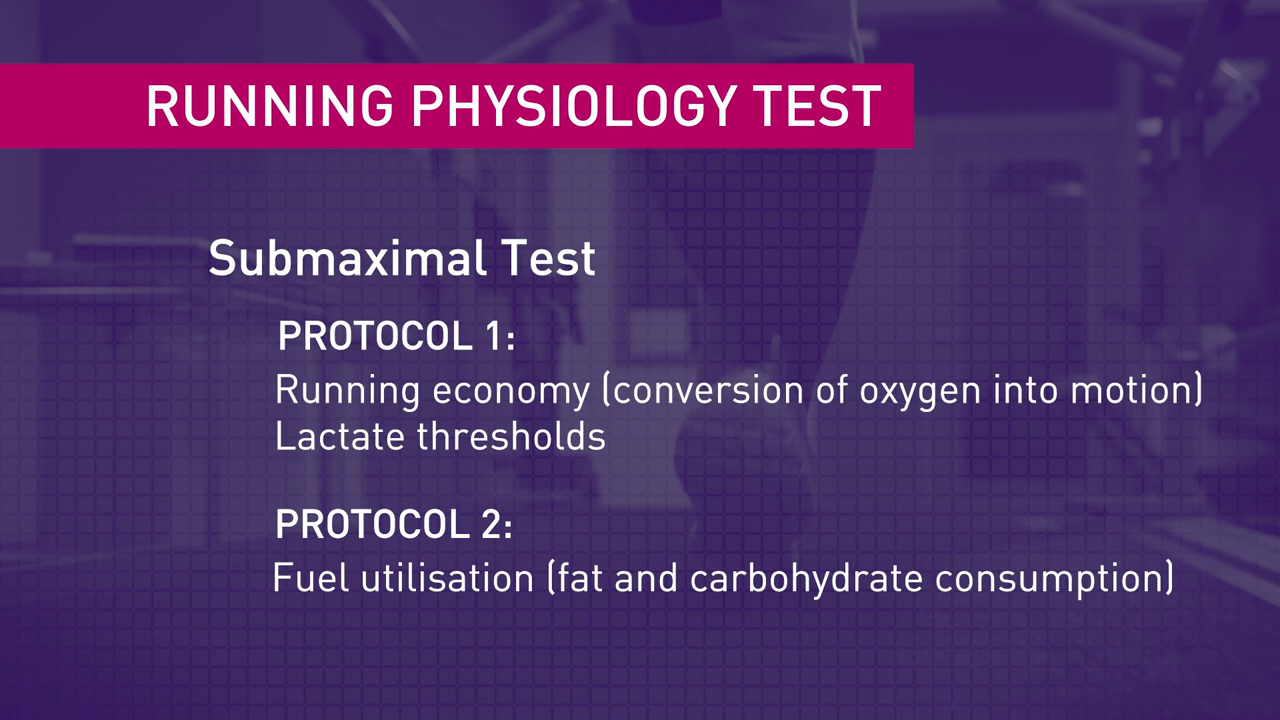 RUNNING PHYSIOLOGY TEST
Submaximal Test
PROTOCOL 1:
Running economy (conversion of oxygen into motion)
Lactate thresholds
PROTOCOL 2:
Fuel utilisation (fat and carbohydrate consumption)